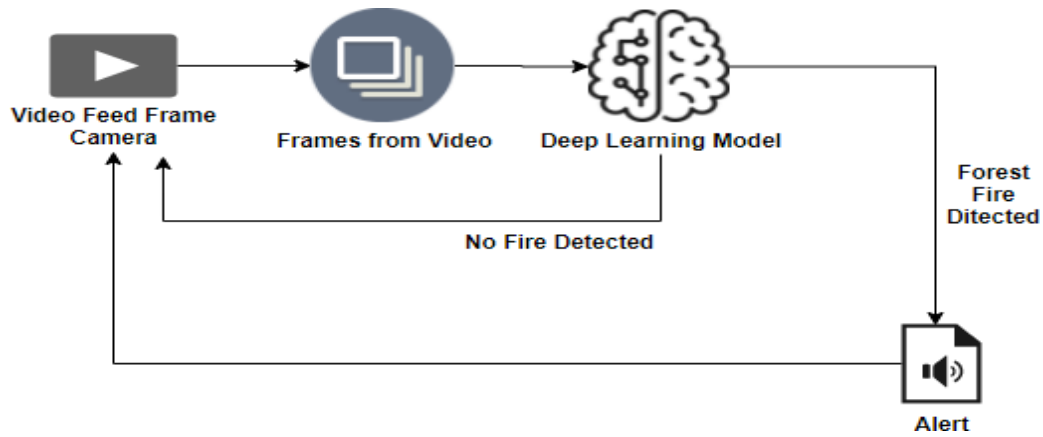 Video Feed Frame
Camera
Frames from Video
Deep Learning Model
Forest
Fire
Ditected
No Fire Detected
Alert